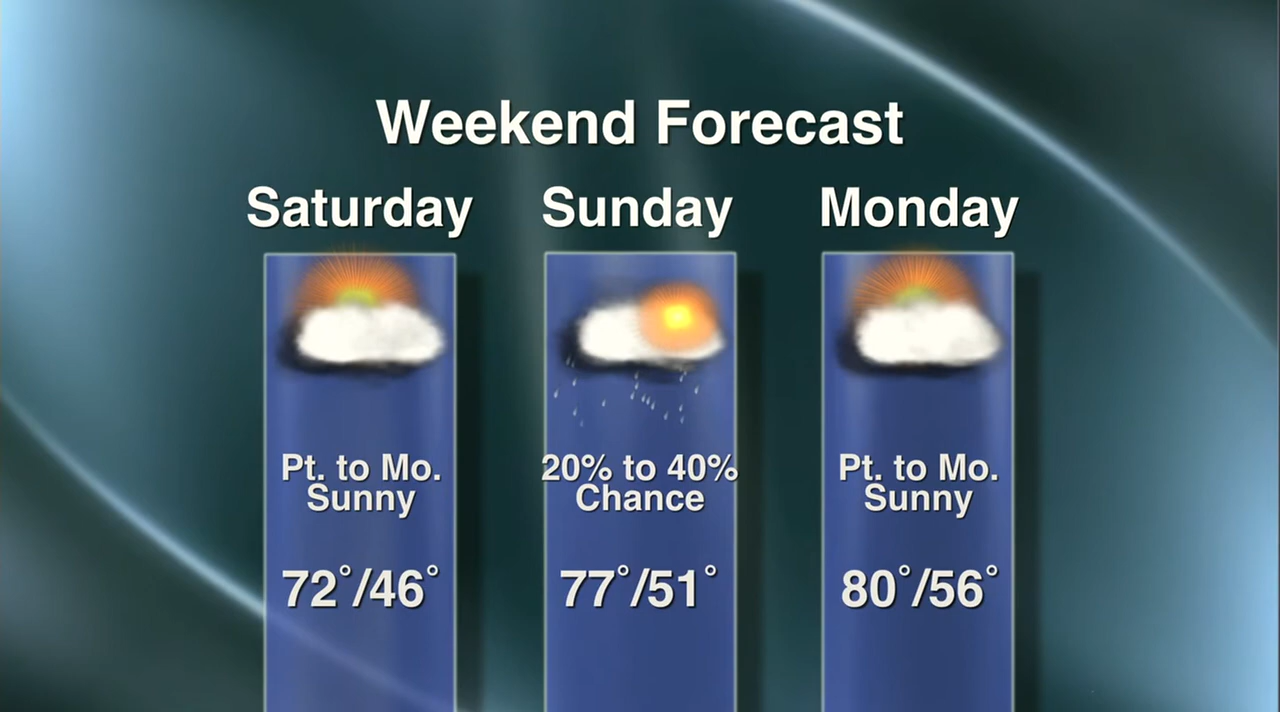 Weekend Forecast
Saturday
Pt. to Mo.
Sunny
72°/46°
Sunday
20% to 40%
Chance
77°/51°
Monday
Pt. to Mo.
Sunny
80°/56°